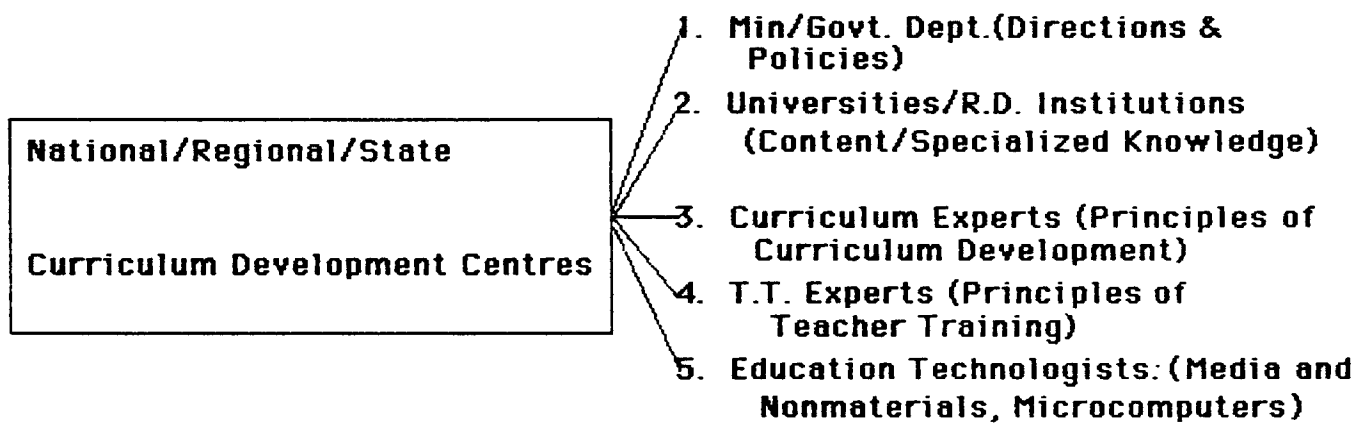 National/Regional/State
Curriculum Development Centres
1. Min/Govt. Dept.(Directions &
Policies)
2. Universities/R.D. Institutions
(Content/Specialized Knowledge)
3. Curriculum Experts (Principles of
Curriculum Development)
4. T.T. Experts (Principles of
Teacher Training)
5. Education Technologists: (Media and
Nonmaterials, Microcomputers)